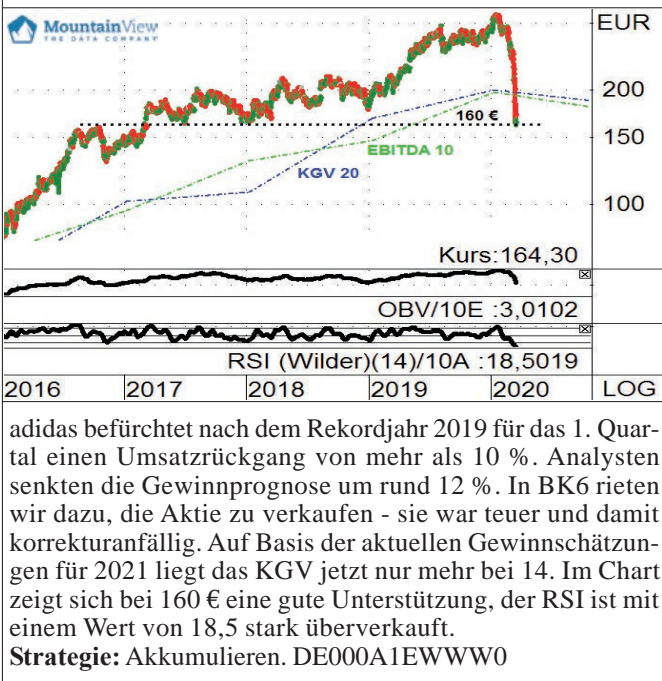 MountainView
THE DATA COMPANY
EUR
200
160 €
150
EBITDA 10
KGV 20
100
Kurs:164,30
OBV/10E :3,0102
RSI (Wilder)(14)/10A :18,5019
2016 2017 2018 2019 2020 LOG
adidas befürchtet nach dem Rekordjahr 2019 für das 1. Quar-
tal einen Umsatzrückgang von mehr als 10 %. Analysten
senkten die Gewinnprognose um rund 12 %. In BK6 rieten
wir dazu, die Aktie zu verkaufen - sie war teuer und damit
korrekturanfällig. Auf Basis der aktuellen Gewinnschätzun-
gen für 2021 liegt das KGV jetzt nur mehr bei 14. Im Chart
zeigt sich bei 160 € eine gute Unterstützung, der RSI ist mit
einem Wert von 18,5 stark überverkauft.
Strategie: Akkumulieren. DE000A1EWWW0